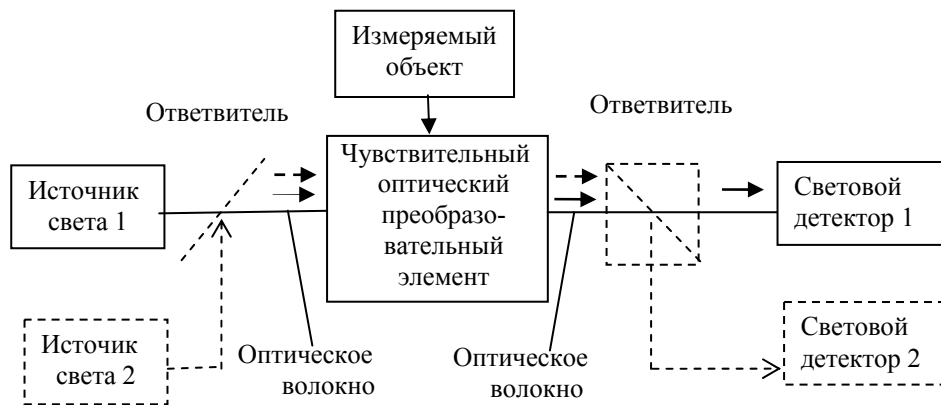 Измеряемый
объект
Ответвитель
Ответвитель
Источник
света 1
Чувствительный
оптический
преобразо-
вательный
элемент
Световой
детектор 1
Источик
света 2
Оптическое
волокно
Оптическое
волокно
Световой
детектор 2